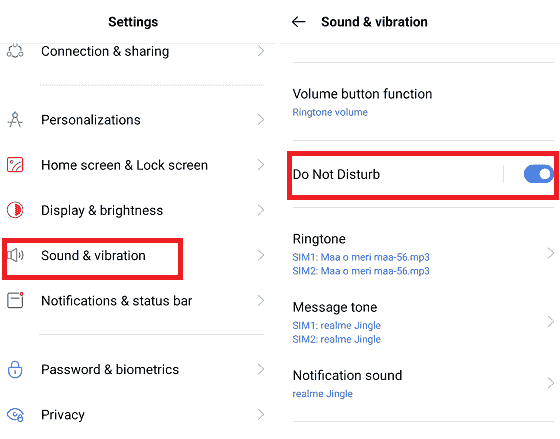 Settings
Connection & sharing
Personalizations
Home screen & Lock screen
Display & brightness
Sound & vibration
Notifications & status bar
Password & biometrics
Privacy
Sound & vibration
Volume button function
Ringtone volume
Do Not Disturb
Ringtone
SIM1: Maa o meri maa-56.mp3
SIM2: Maa o meri maa-56.mp3
Message tone
SIM1: realme Jingle
SIM2: realme Jingle
Notification sound
realme Jingle